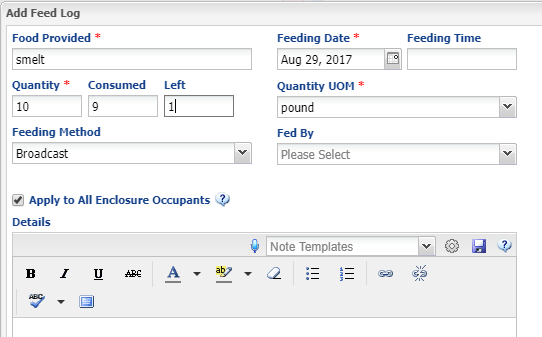 Add Feed Log
Food Provided * Feeding Date * Feeding Time
smelt Aug 29, 2017
Quantity * Consumed Left Quantity UOM *
10 9 1 pound
Feeding Method Fed By
Broadcast Please Select
Apply to All Enclosure Occupants ?
Details
Note Templates ?
B I U ABC A ab
ABC